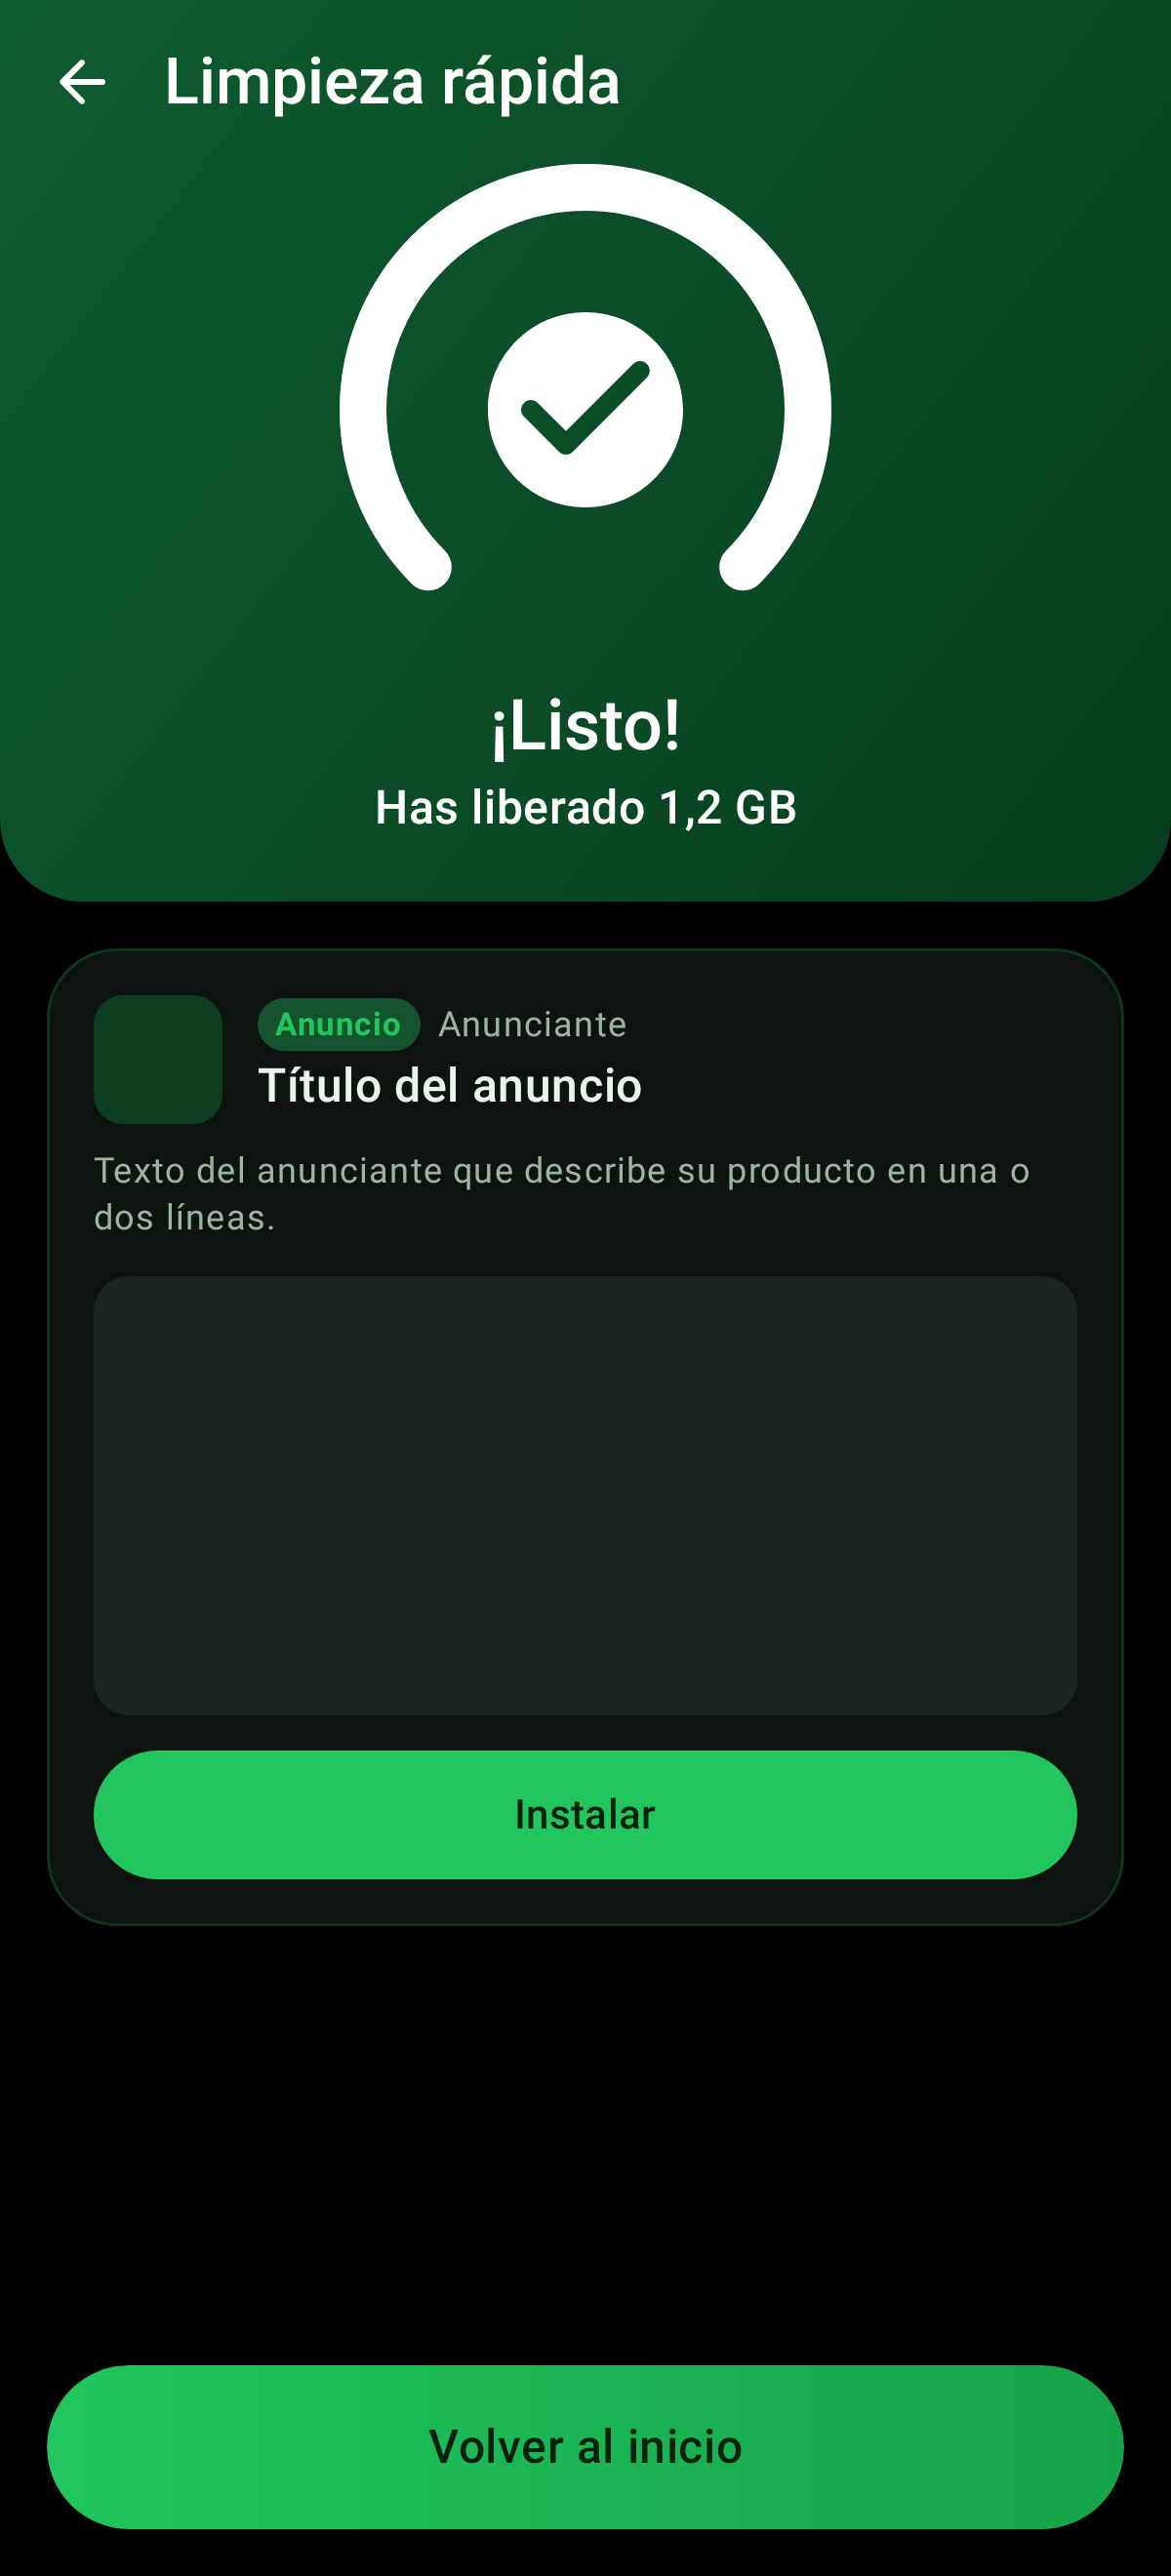 Limpieza rápida
¡Listo!
Has liberado 1,2 GB
Anuncio Anunciante
Título del anuncio
Texto del anunciante que describe su producto en una o
dos líneas.
Instalar
Volver al inicio